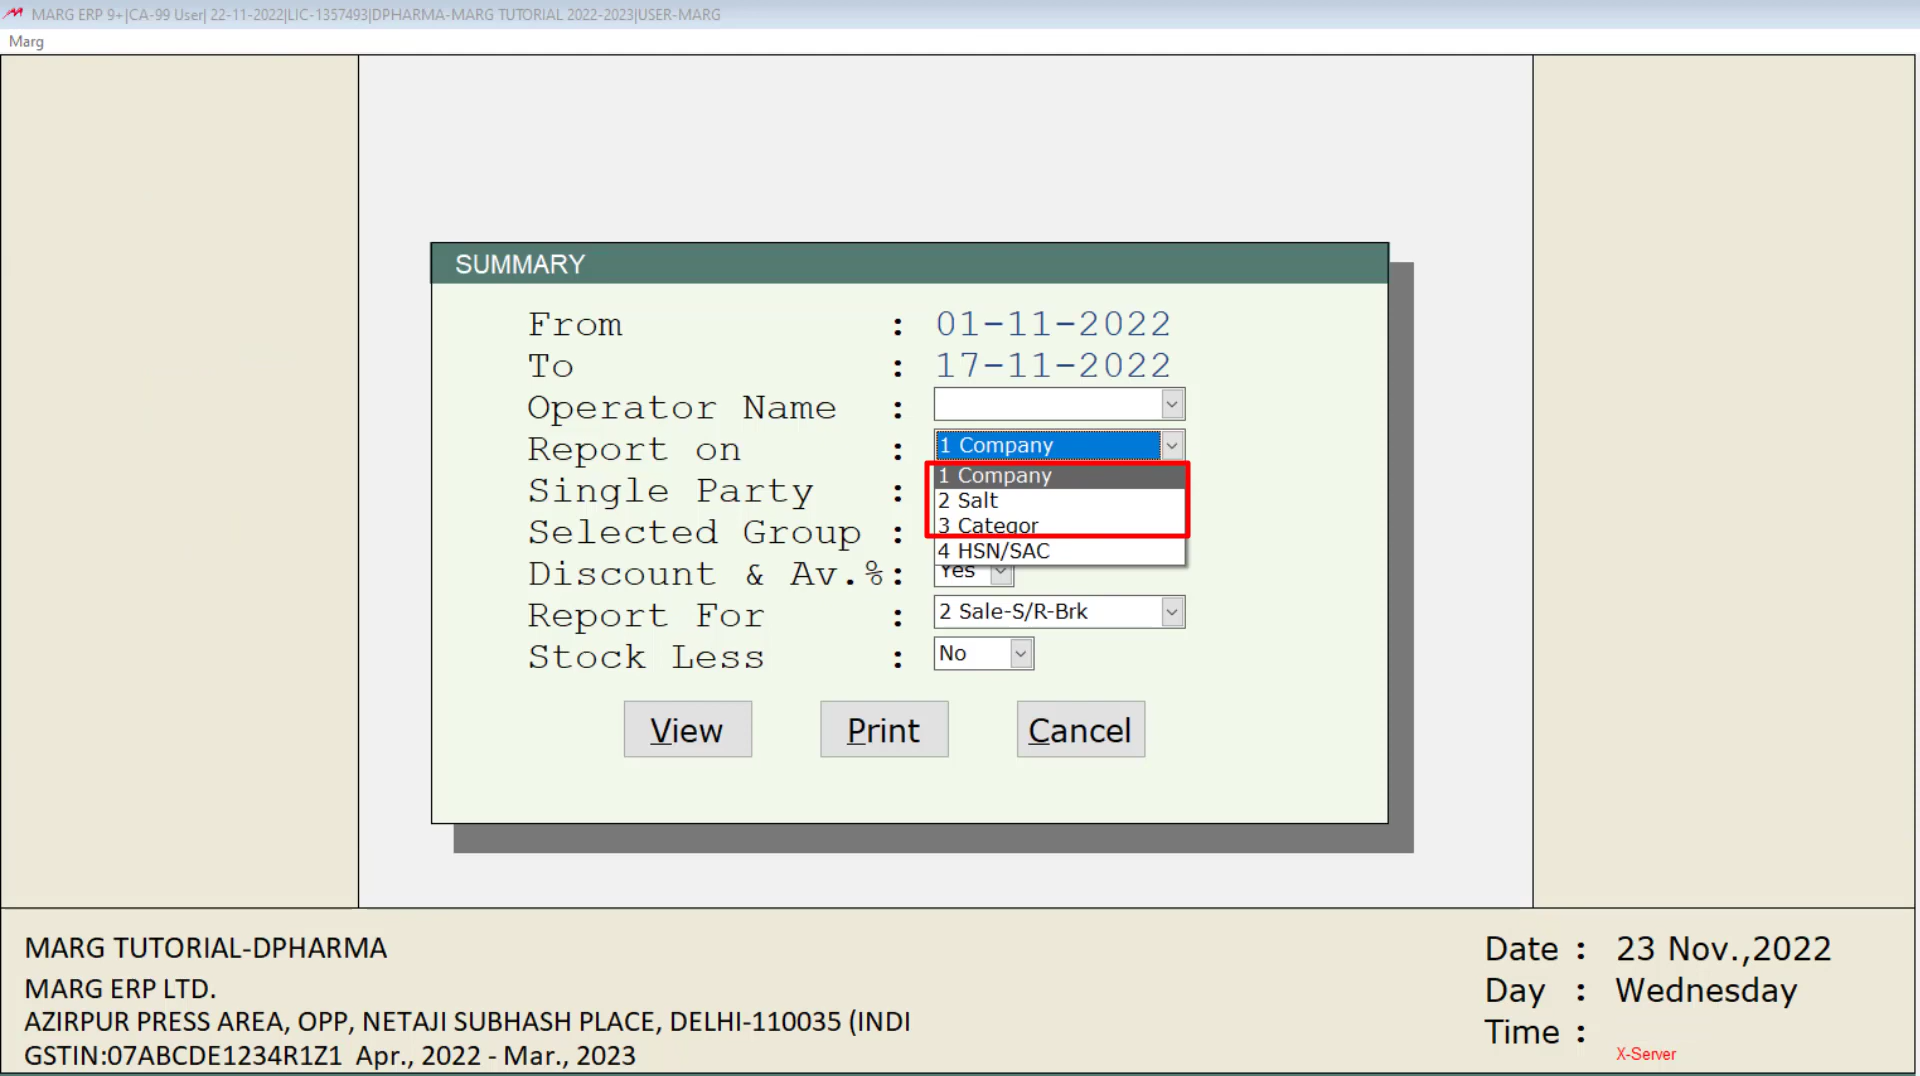 MARG ERP 9+|CA-99 User| 22-11-2022|LIC-1357493|DPHARMA-MARG TUTORIAL 2022-2023|USER-MARG
Marg
SUMMARY
From : 01-11-2022
To : 17-11-2022
Operator Name :
Report on : 1 Company
1 Company
2 Salt
3 Categor
4 HSN/SAC
Single Party :
Selected Group :
Discount & Av.%: Yes
Report For : 2 Sale-S/R-Brk
Stock Less : No
View Print Cancel
MARG TUTORIAL-DPHARMA
MARG ERP LTD.
AZIRPUR PRESS AREA, OPP, NETAJI SUBHASH PLACE, DELHI-110035 (INDI
GSTIN:07ABCDE1234R1Z1 Apr., 2022 - Mar., 2023
Date : 23 Nov.,2022
Day : Wednesday
Time :
X-Server